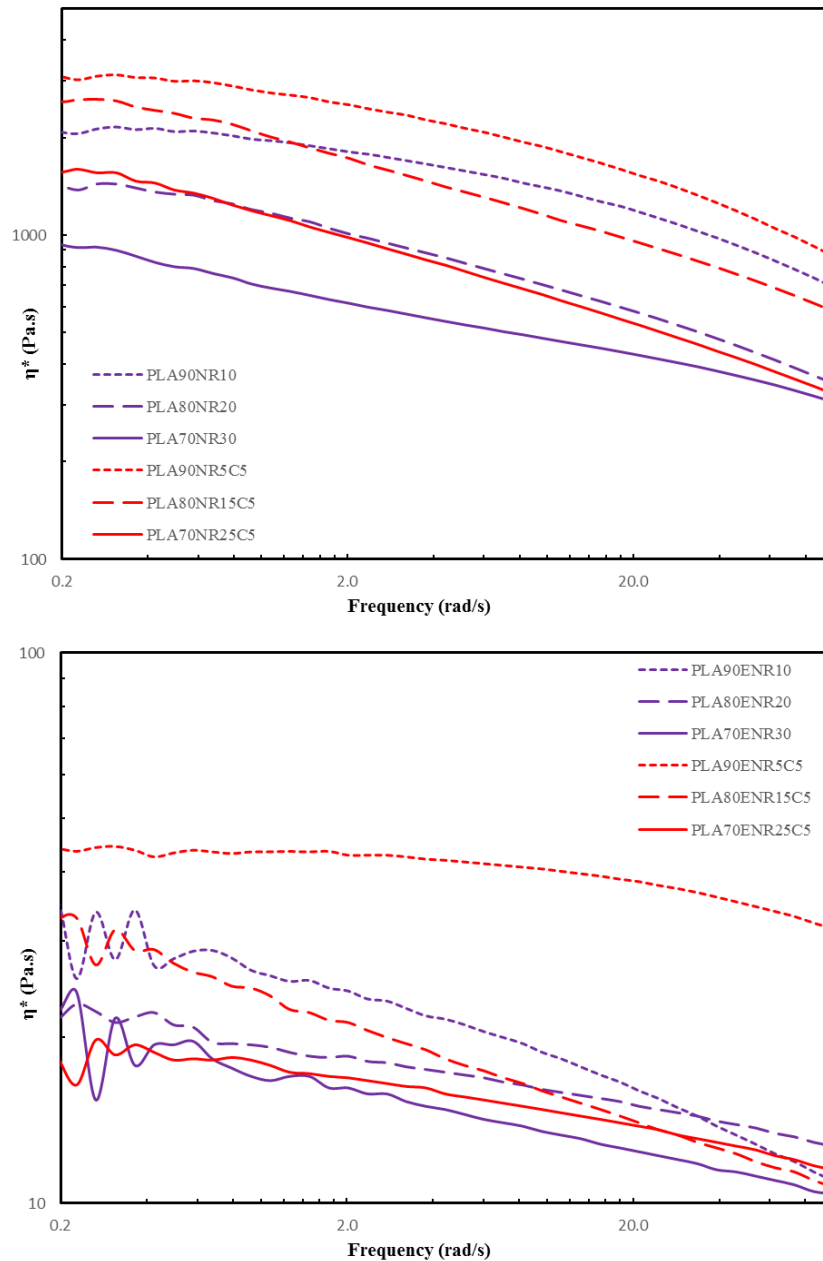 1000
η* (Pa.s)
PLA90NR10
PLA80NR20
PLA70NR30
PLA90NR5C5
PLA80NR15C5
PLA70NR25C5
100
0.2
2.0
20.0
Frequency (rad/s)
100
PLA90ENR10
PLA80ENR20
PLA70ENR30
PLA90ENR5C5
PLA80ENR15C5
PLA70ENR25C5
η* (Pa.s)
10
0.2
2.0
20.0
Frequency (rad/s)